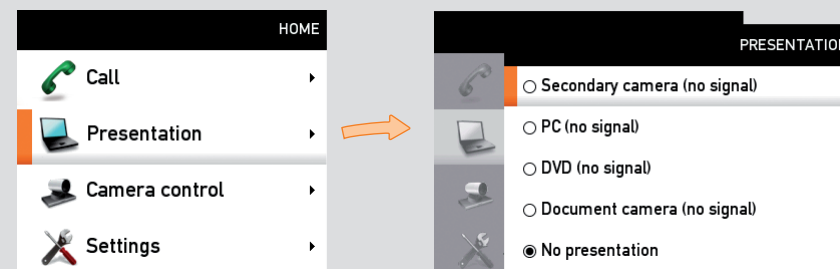 HOME
Call
Presentation
Camera control
Settings
PRESENTATION
Secondary camera (no signal)
PC (no signal)
DVD (no signal)
Document camera (no signal)
No presentation